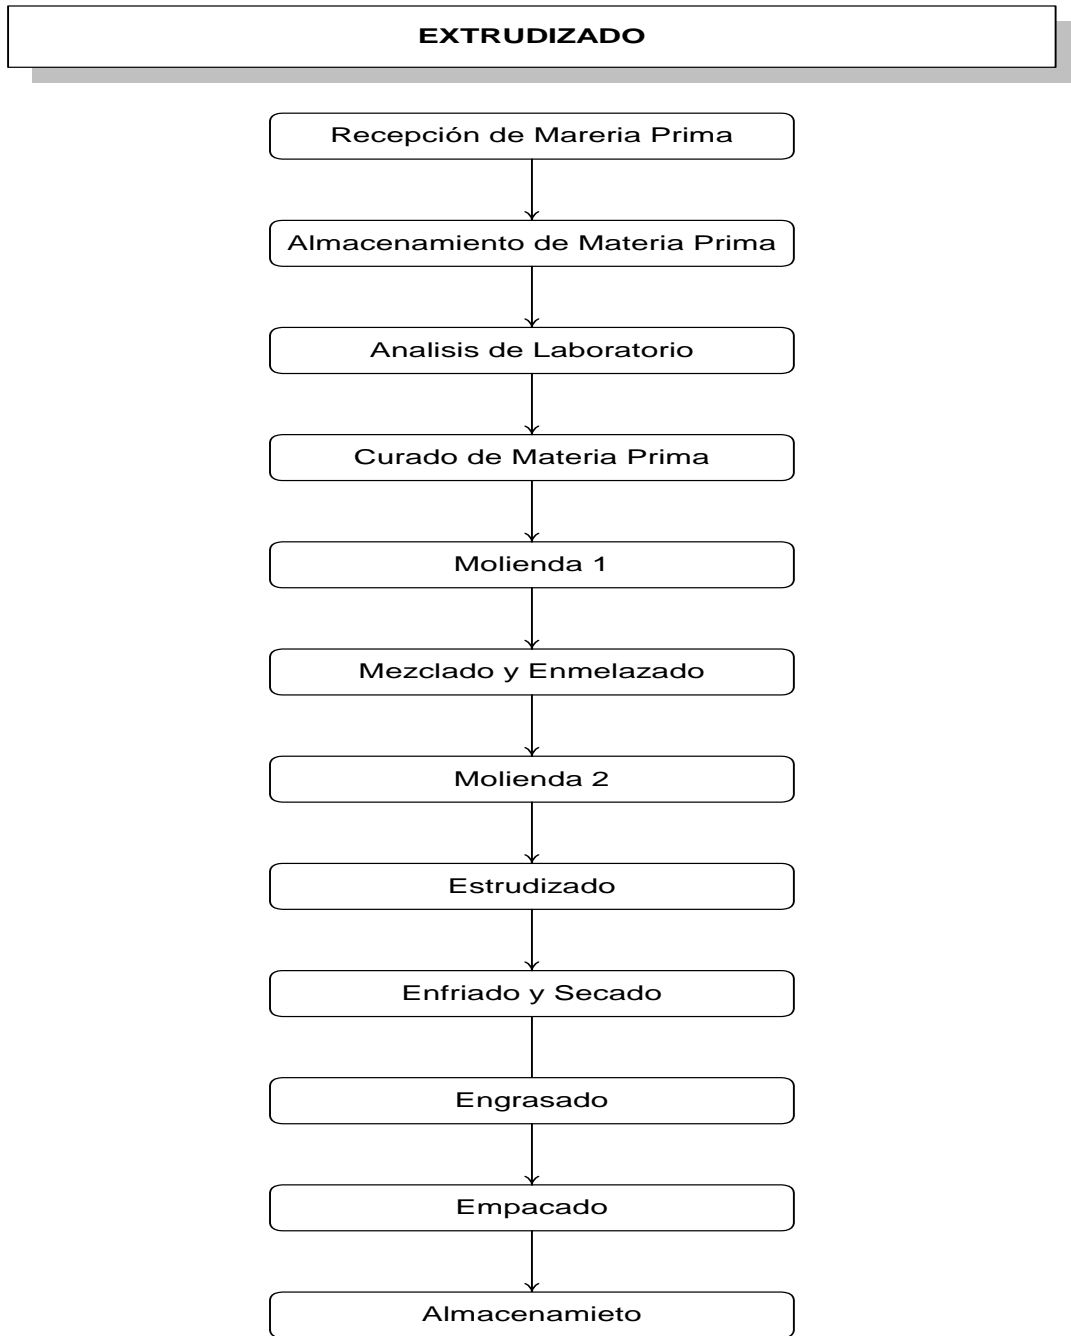 EXTRUDIZADO
Recepción de Mareria Prima
Almacenamiento de Materia Prima
Analisis de Laboratorio
Curado de Materia Prima
Molienda 1
Mezclado y Enmelazado
Molienda 2
Estrudizado
Enfriado y Secado
Engrasado
Empacado
Almacenamieto